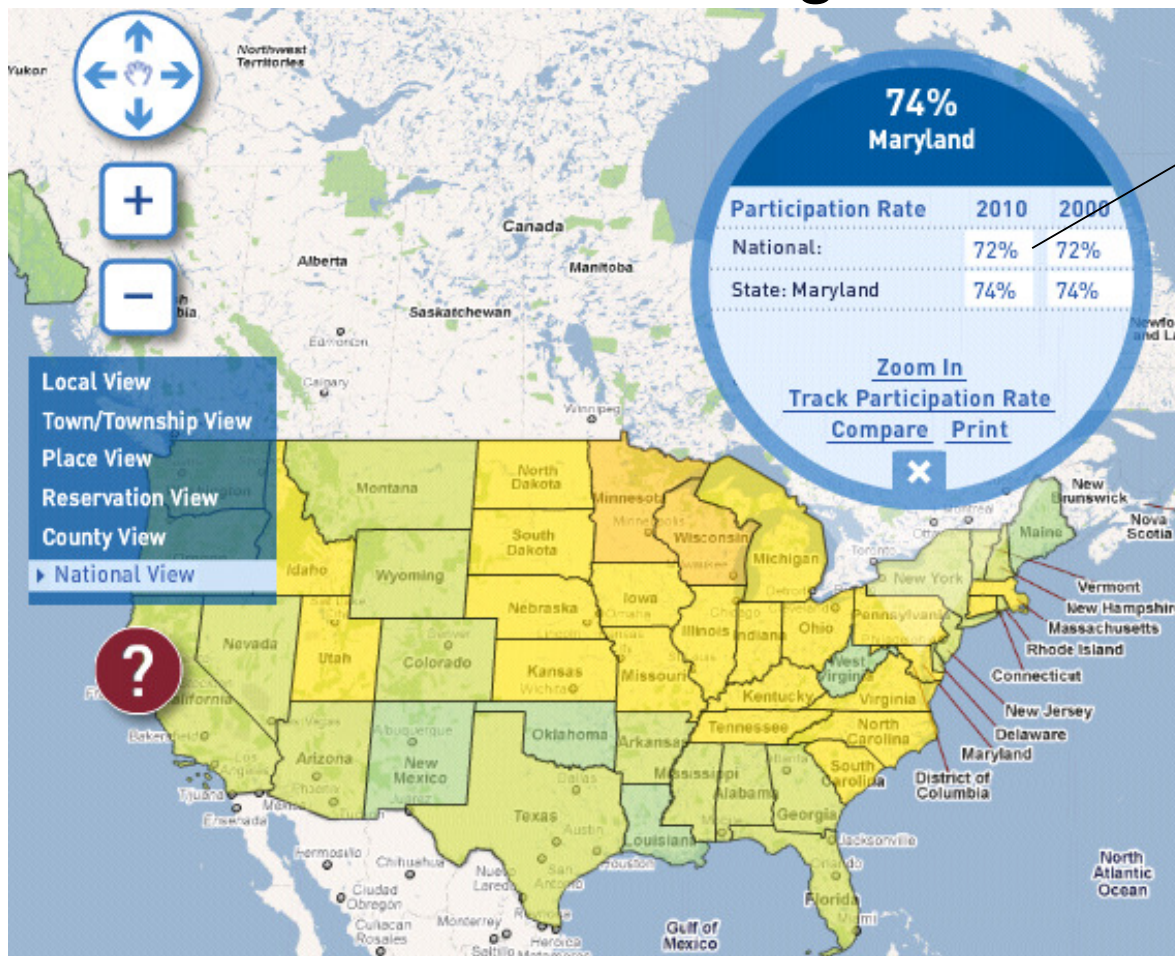 Northwest
Territories
Yukon
Canada
Alberta
Manitoba
Saskatchewan
Edmonton
Calgary
Winnipeg
+
−
74%
Maryland
Participation Rate 2010 2000
National: 72% 72%
State: Maryland 74% 74%
Zoom In
Track Participation Rate
Compare Print
Local View
Town/Township View
Place View
Reservation View
County View
National View
?
Montana
North
Dakota
Minnesota
South
Dakota
Wisconsin
Michigan
Idaho
Wyoming
Nebraska
Iowa
Illinois
Indiana
Ohio
Pennsylvania
New York
Maine
New
Brunswick
Nova
Scotia
Vermont
New Hampshire
Massachusetts
Rhode Island
Connecticut
New Jersey
Delaware
Maryland
District of
Columbia
Nevada
Utah
Colorado
Denver
Kansas
Wichita
Missouri
Kentucky
West
Virginia
Virginia
California
Arizona
New
Mexico
Albuquerque
Oklahoma
Arkansas
Tennessee
North
Carolina
South
Carolina
Mississippi
Alabama
Georgia
Texas
Dallas
Austin
San
Antonio
Houston
Louisiana
Florida
Jacksonville
Orlando
Miami
Toronto
Tijuana
Ensenada
Hermosillo
Chihuahua
Ciudad
Obregon
Culiacan
Rosales
Monterrey
Saltillo
Gulf of
Mexico
North
Atlantic
Ocean